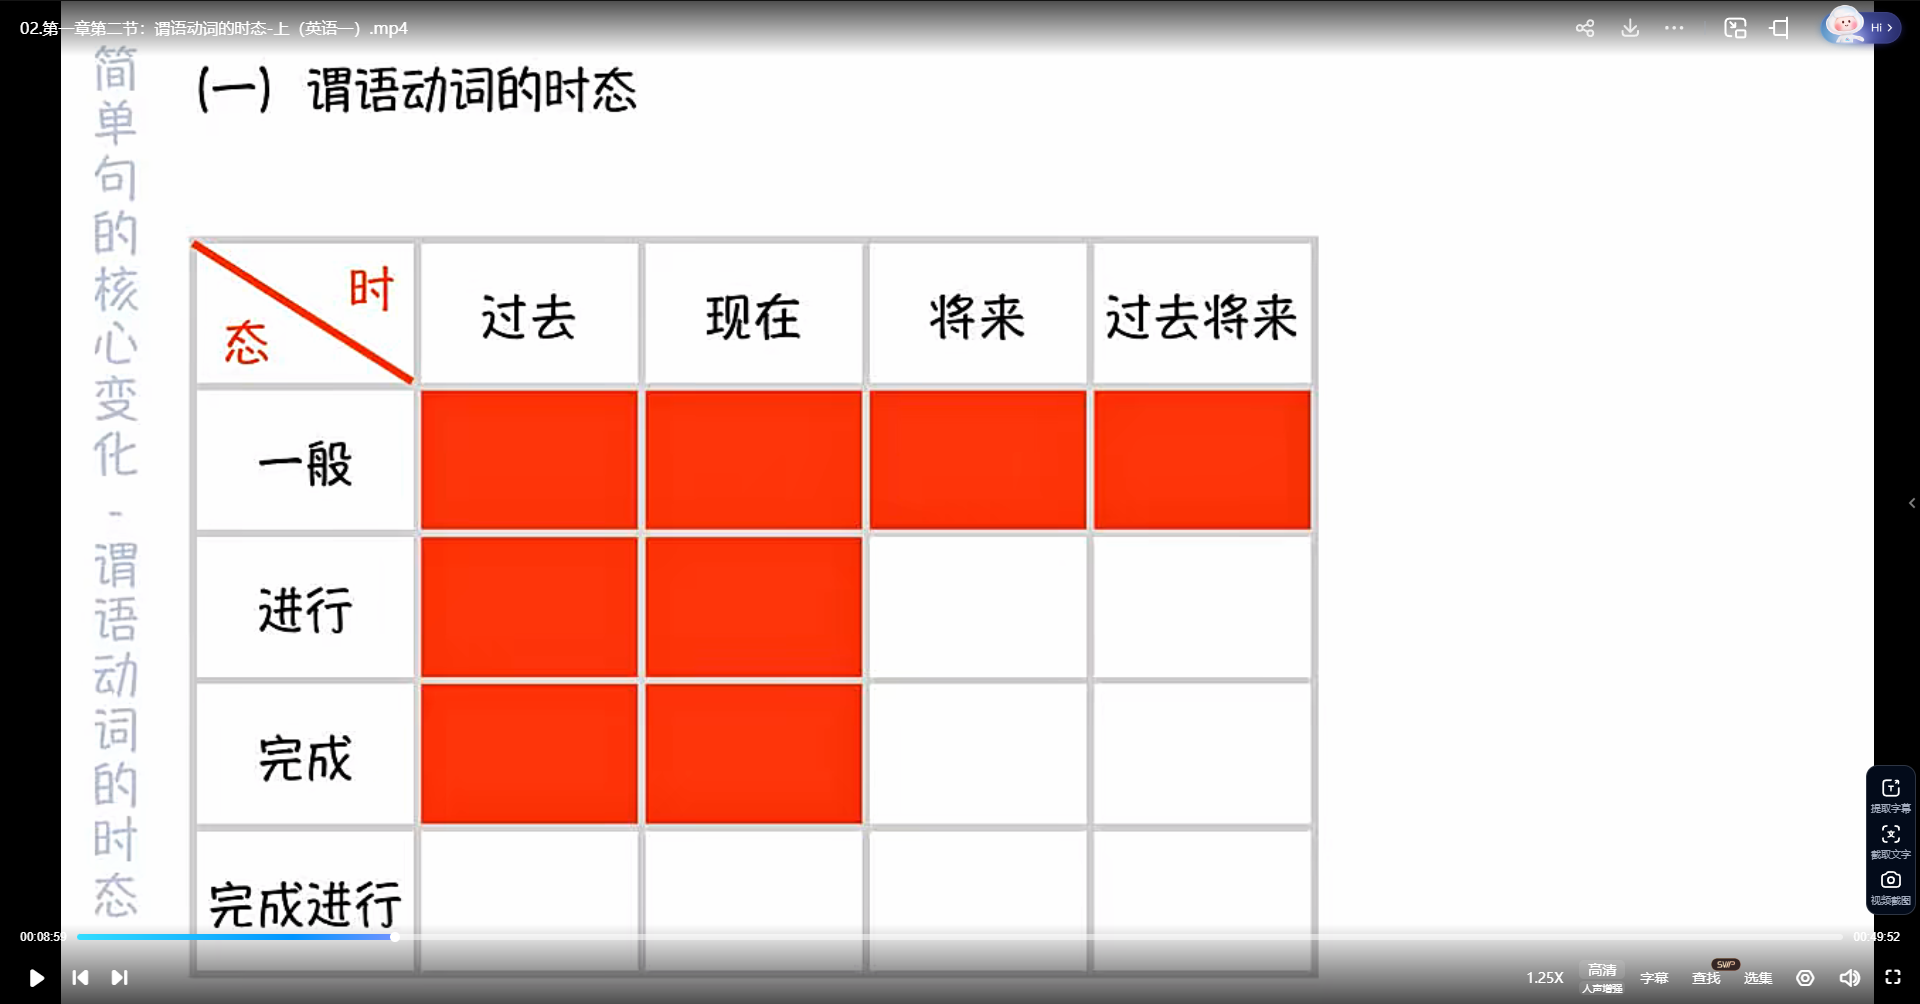 02.第一章第二节：谓语动词的时态-上（英语一）.mp4
Hi
简单句的核心变化-谓语动词的时态
(一) 谓语动词的时态
时
态
过去
现在
将来
过去将来
一般
进行
完成
完成进行
提取字幕
截取文字
视频截图
00:08:59
00:49:52
1.25X
高清
人声增强
字幕
SVIP
查找
选集